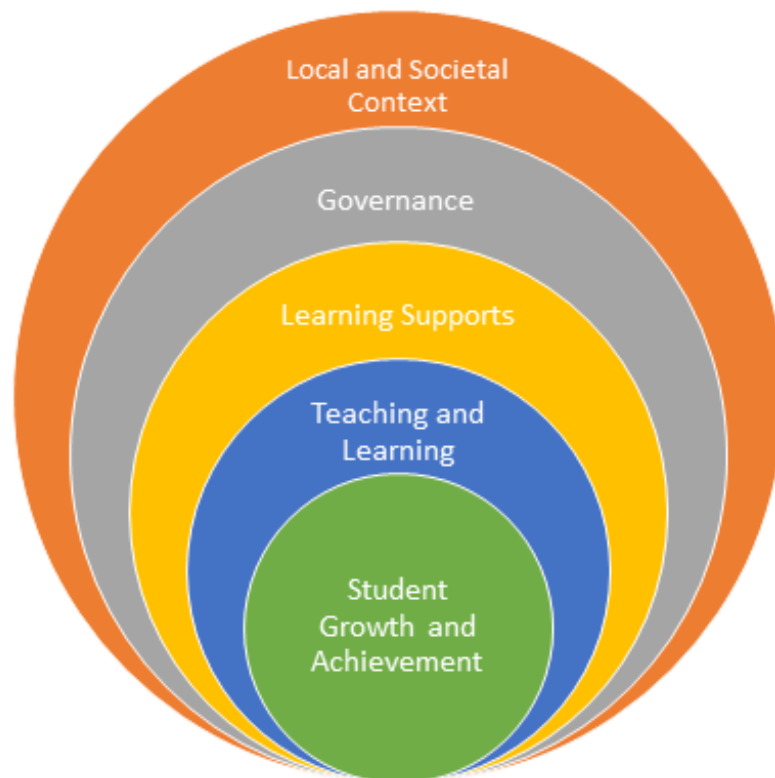 Local and Societal
Context
Governance
Learning Supports
Teaching and
Learning
Student
Growth and
Achievement